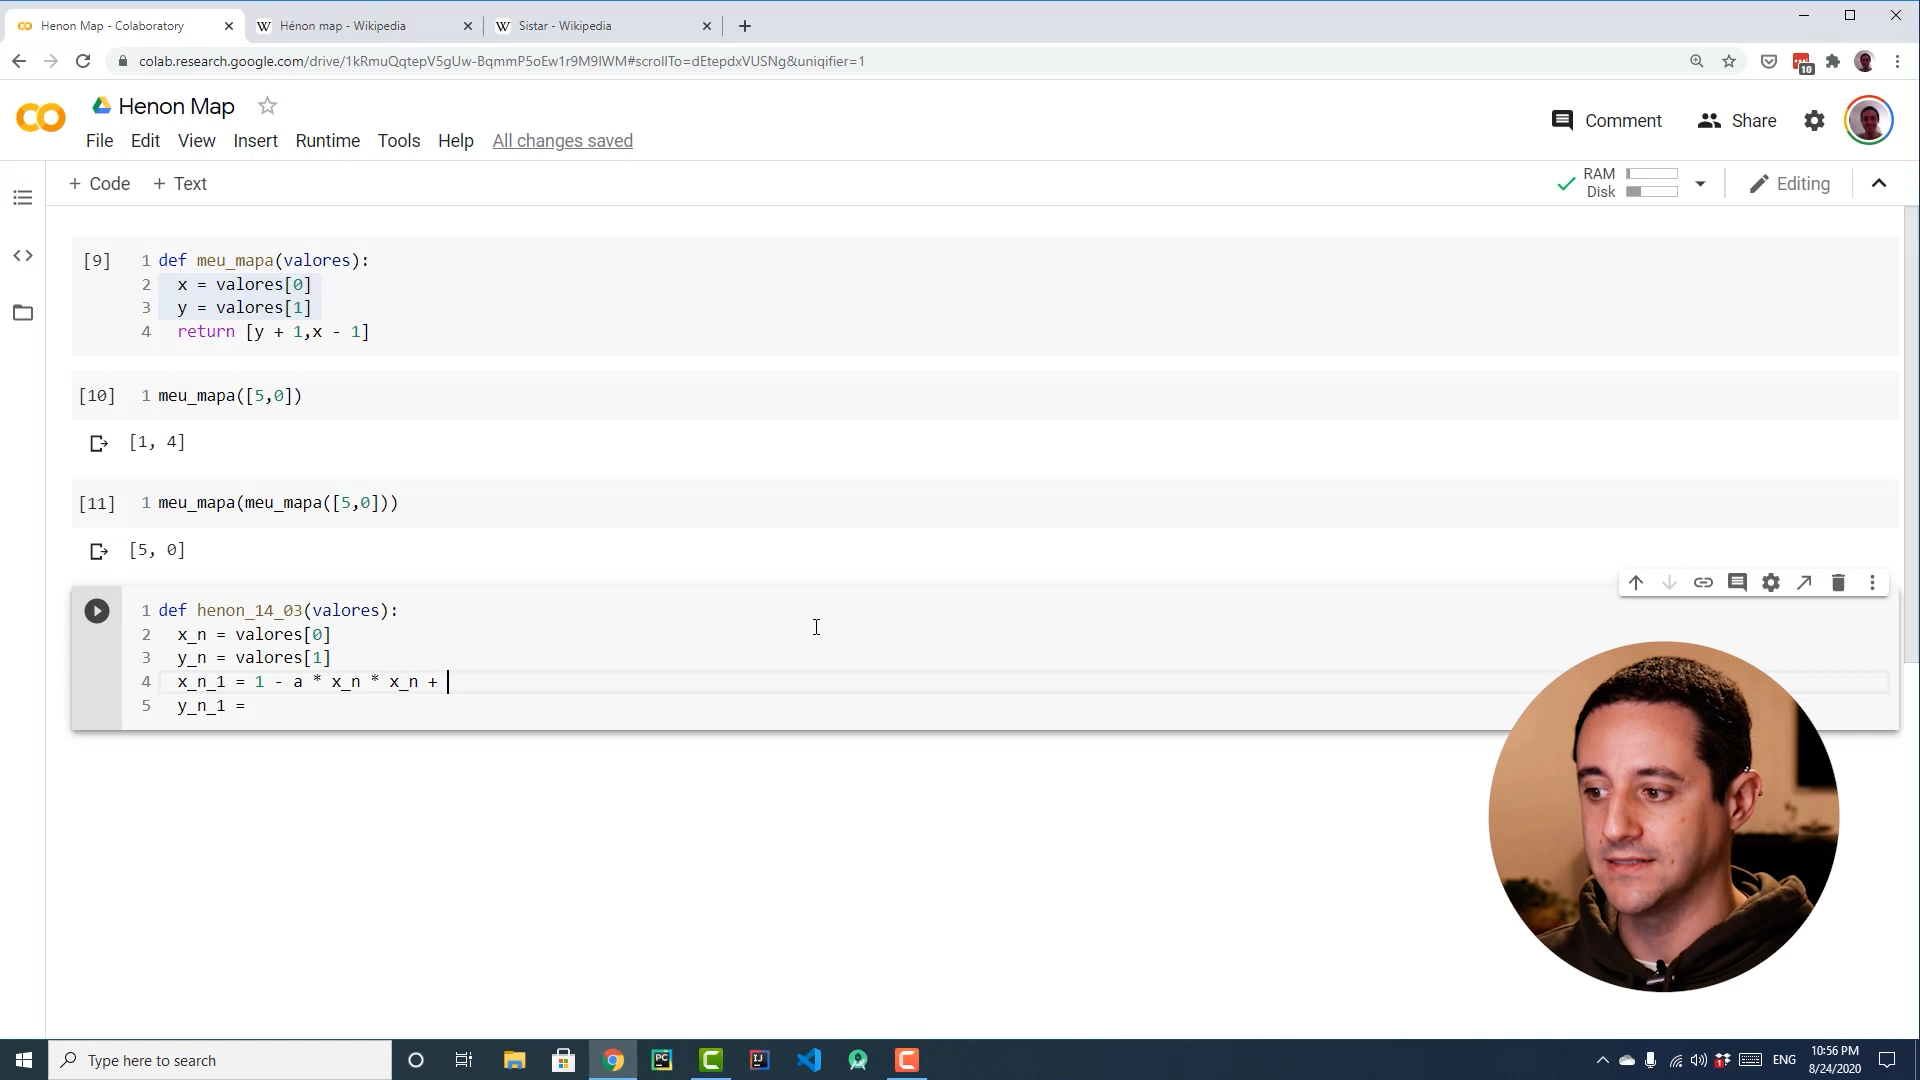 Henon Map - Colaboratory
Hénon map - Wikipedia
Sistar - Wikipedia
colab.research.google.com/drive/1kRmuQqtepV5gUw-BqmmP5oEw1r9M9IWM#scrollTo=dEtepdxVUSNg&uniqifier=1
10
Henon Map
Comment
Share
File Edit View Insert Runtime Tools Help All changes saved
+ Code + Text
RAM
Disk
Editing
[9] 1 def meu_mapa(valores):
2 x = valores[0]
3 y = valores[1]
4 return [y + 1,x - 1]
[10] 1 meu_mapa([5,0])
[1, 4]
[11] 1 meu_mapa(meu_mapa([5,0]))
[5, 0]
1 def henon_14_03(valores):
2 x_n = valores[0]
3 y_n = valores[1]
4 x_n_1 = 1 - a * x_n * x_n +
5 y_n_1 =
Type here to search
PC
IJ
1
ENG
10:56 PM
8/24/2020